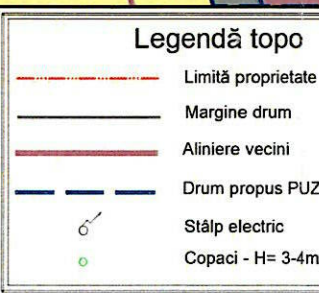 Legendă topo
Limită proprietate
Margine drum
Aliniere vecini
Drum propus PUZ
Stâlp electric
Copaci - H= 3-4m